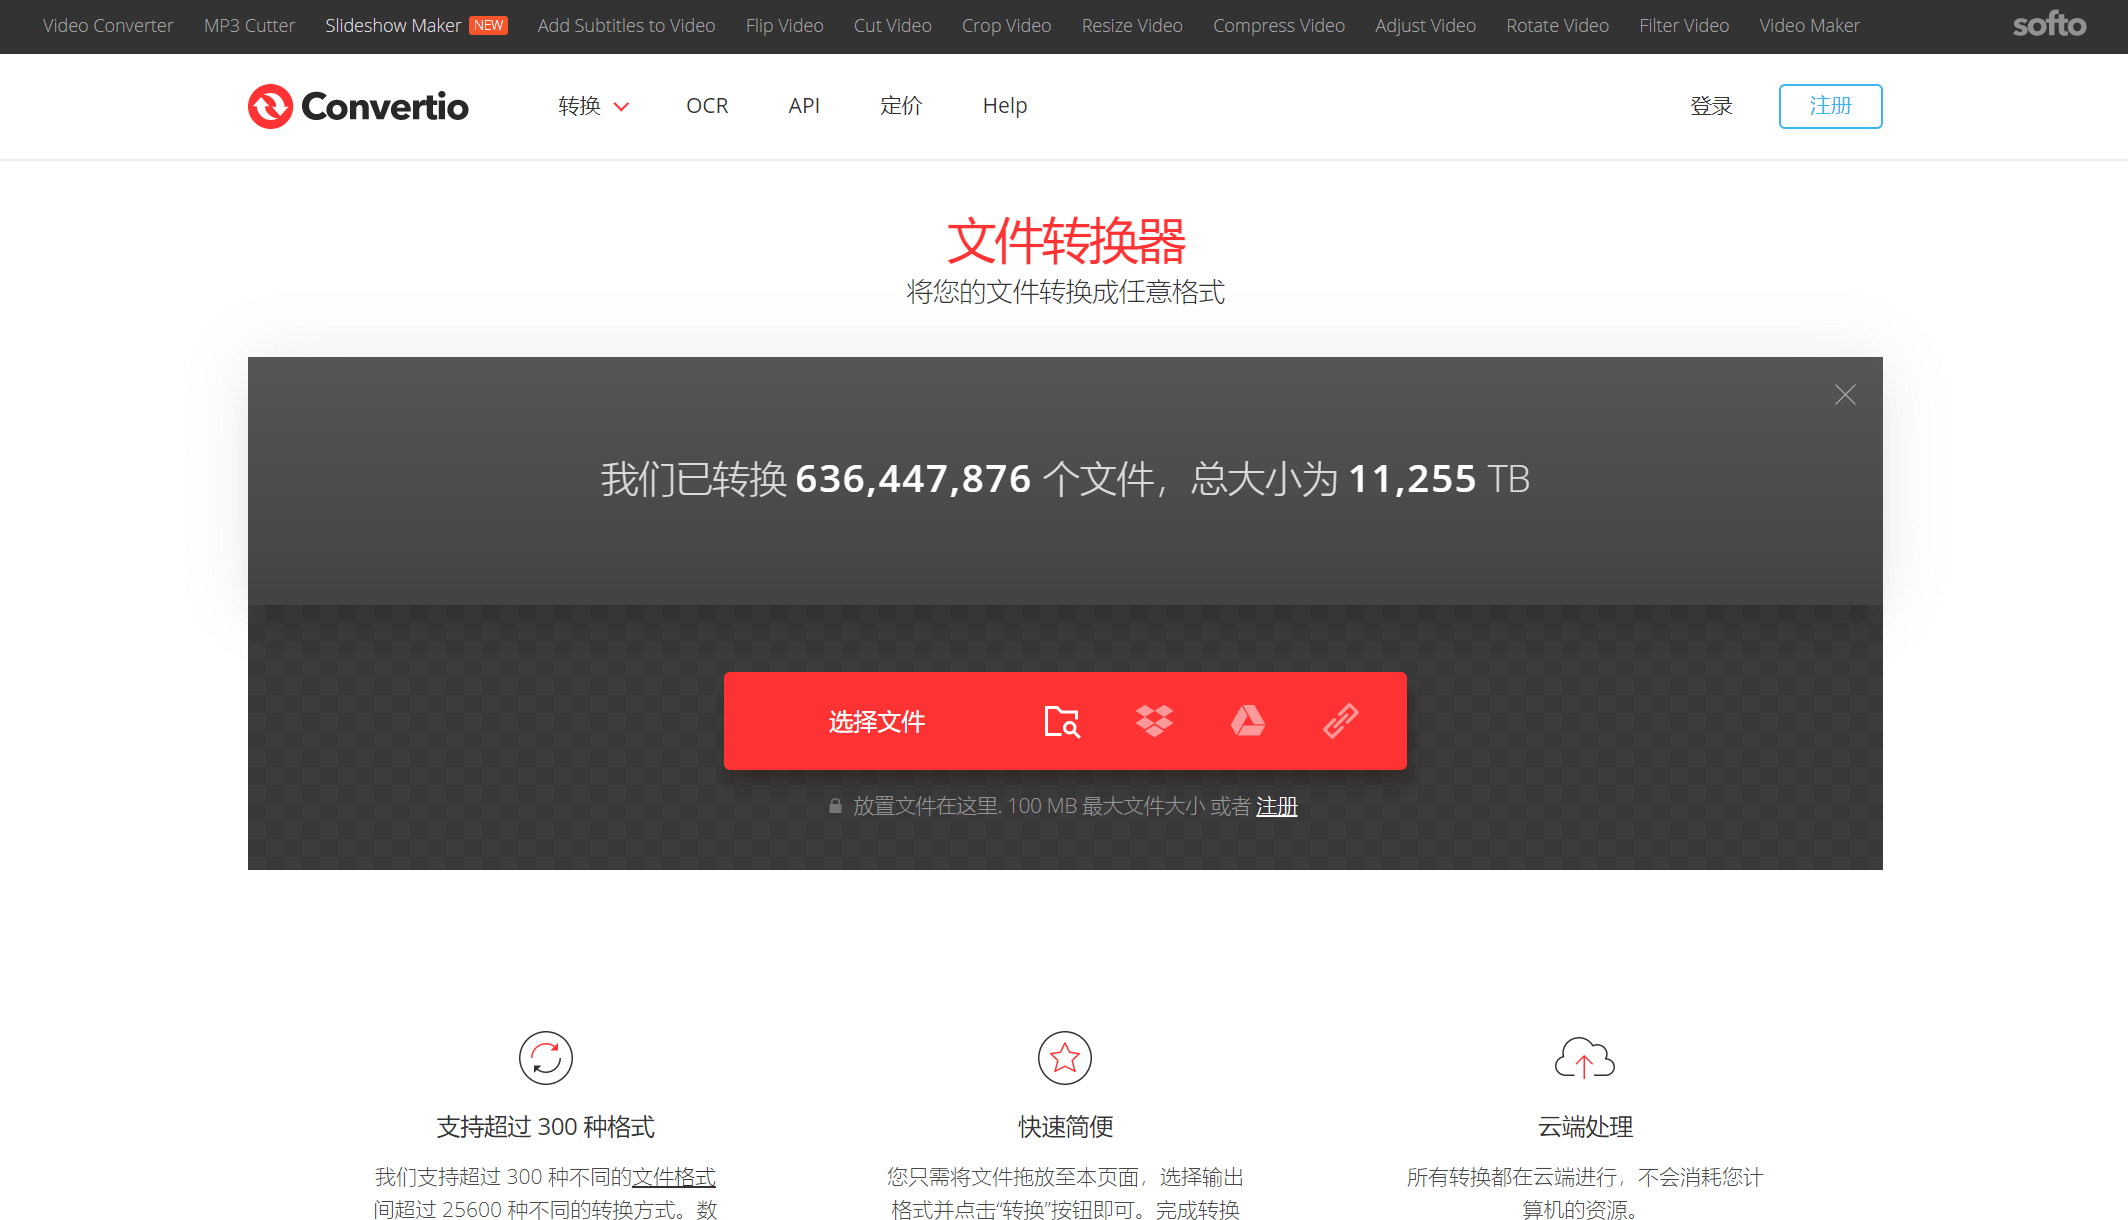 Video Converter MP3 Cutter Slideshow Maker NEW Add Subtitles to Video Flip Video Cut Video Crop Video Resize Video Compress Video Adjust Video Rotate Video Filter Video Video Maker softo
Convertio 转换 OCR API 定价 Help 登录 注册
文件转换器
将您的文件转换成任意格式
我们已转换 636,447,876 个文件，总大小为 11,255 TB
选择文件
放置文件在这里. 100 MB 最大文件大小 或者 注册
支持超过 300 种格式
我们支持超过 300 种不同的文件格式
间超过 25600 种不同的转换方式。数
快速简便
您只需将文件拖放至本页面，选择输出
格式并点击“转换”按钮即可。完成转换
云端处理
所有转换都在云端进行，不会消耗您计
算机的资源。